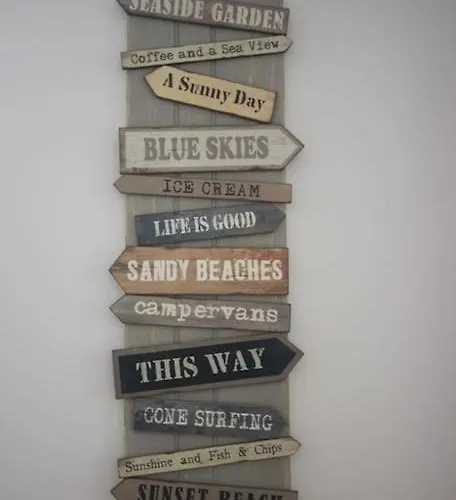 SEASIDE GARDEN
Coffee and a Sea View
A Sunny Day
BLUE SKIES
ICE CREAM
LIFE IS GOOD
SANDY BEACHES
campervans
THIS WAY
GONE SURFING
Sunshine and Fish & Chips
SUNSET BEACH